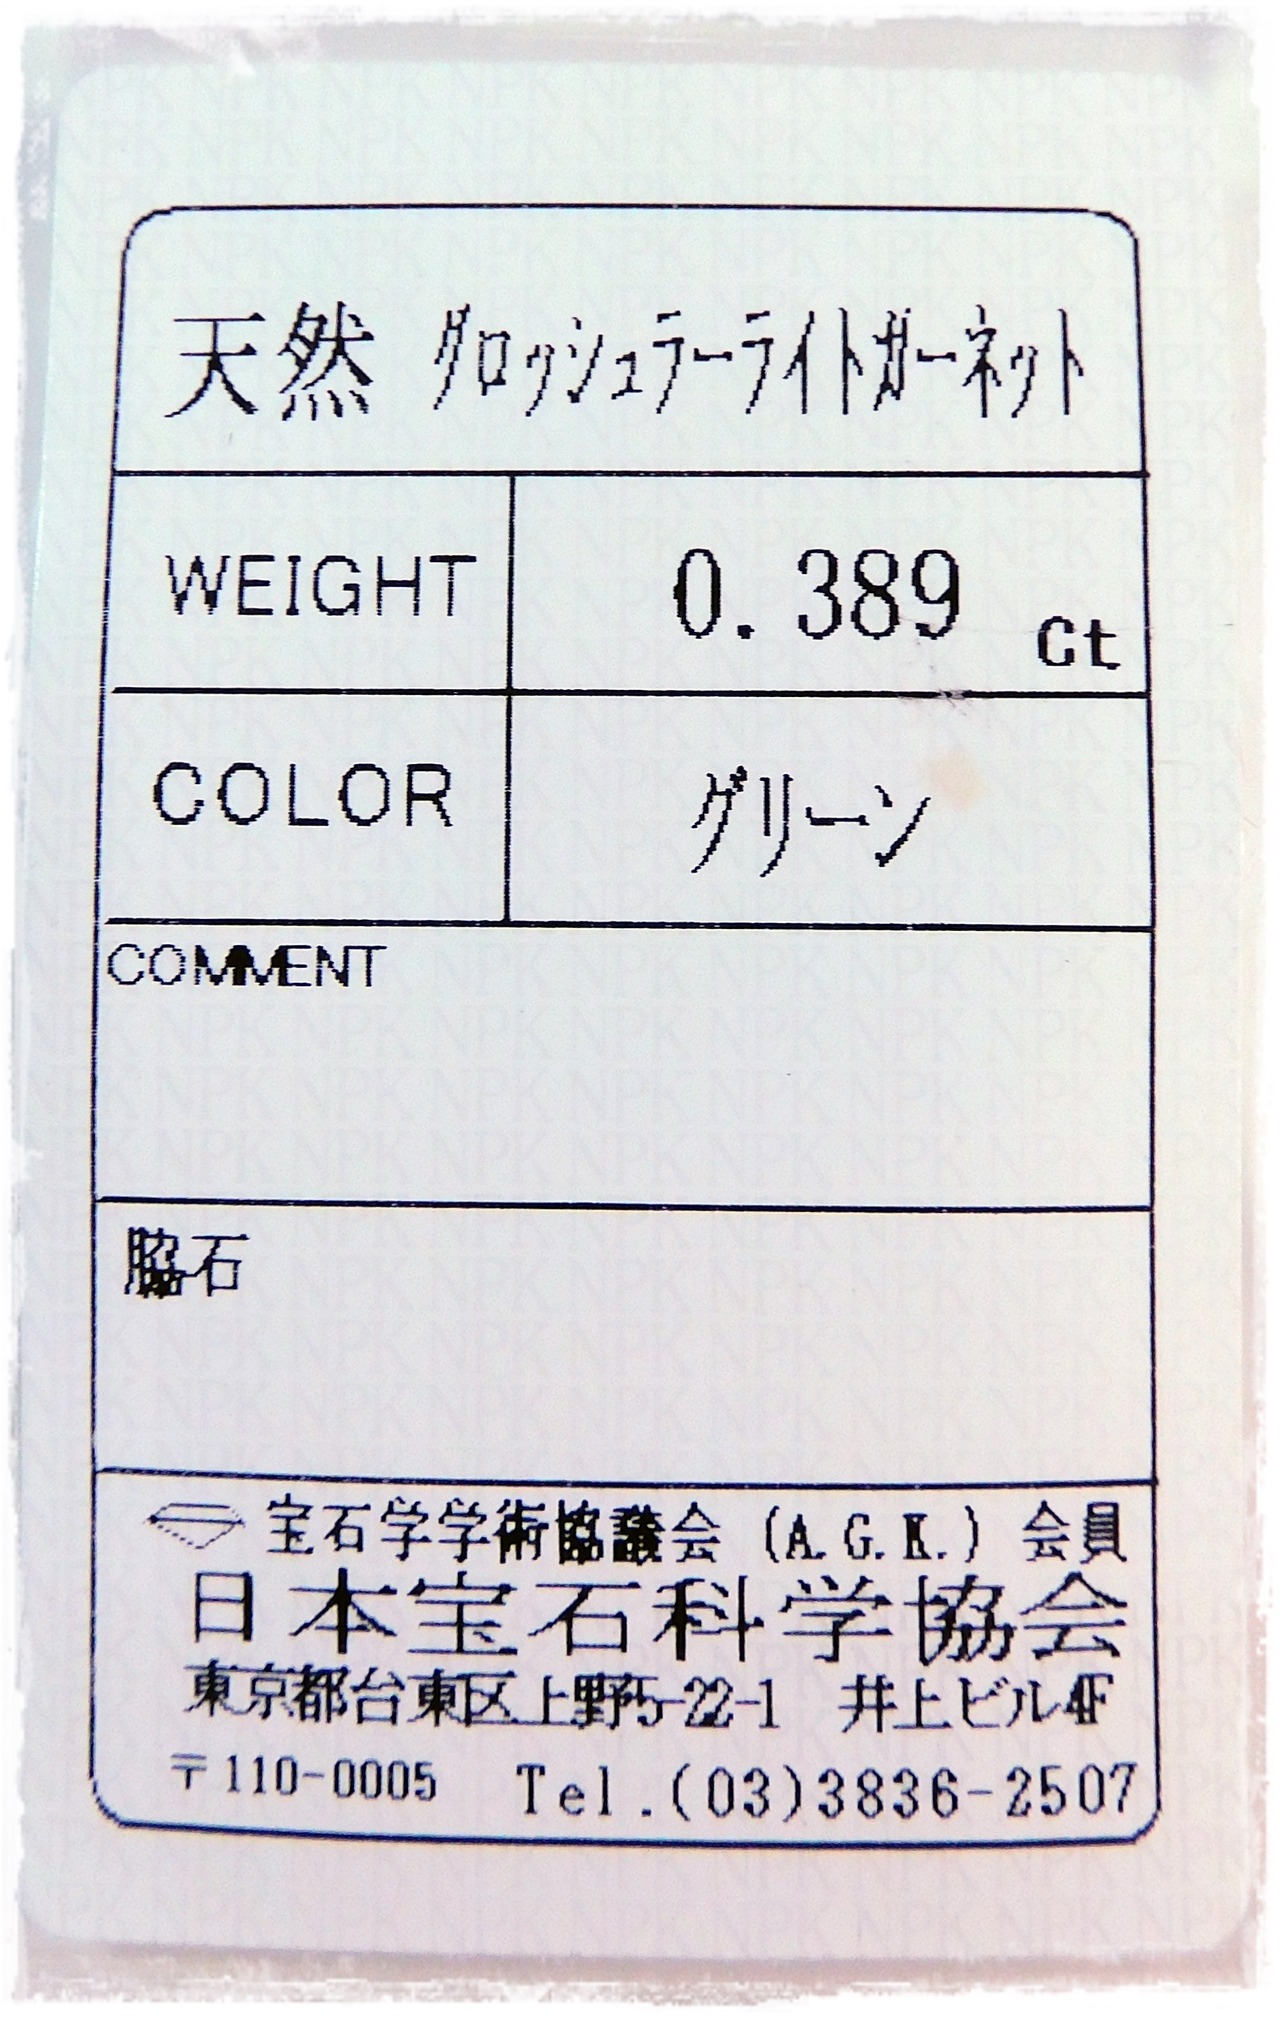 天然 グロッシュラーライトガーネット
WEIGHT 0.389 ct
COLOR グリーン
COMMENT
脇石
宝石学学術協議会 (A.G.K.) 会員
日本宝石科学協会
東京都台東区上野5-22-1 井上ビル4F
〒110-0005 Tel.(03)3836-2507